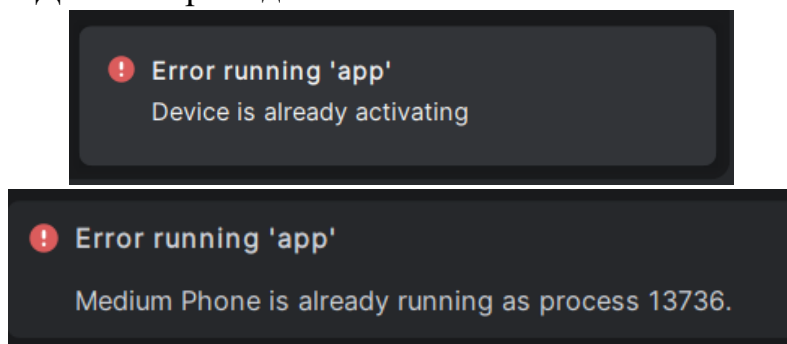 Error running 'app'
Device is already activating
Error running 'app'
Medium Phone is already running as process 13736.